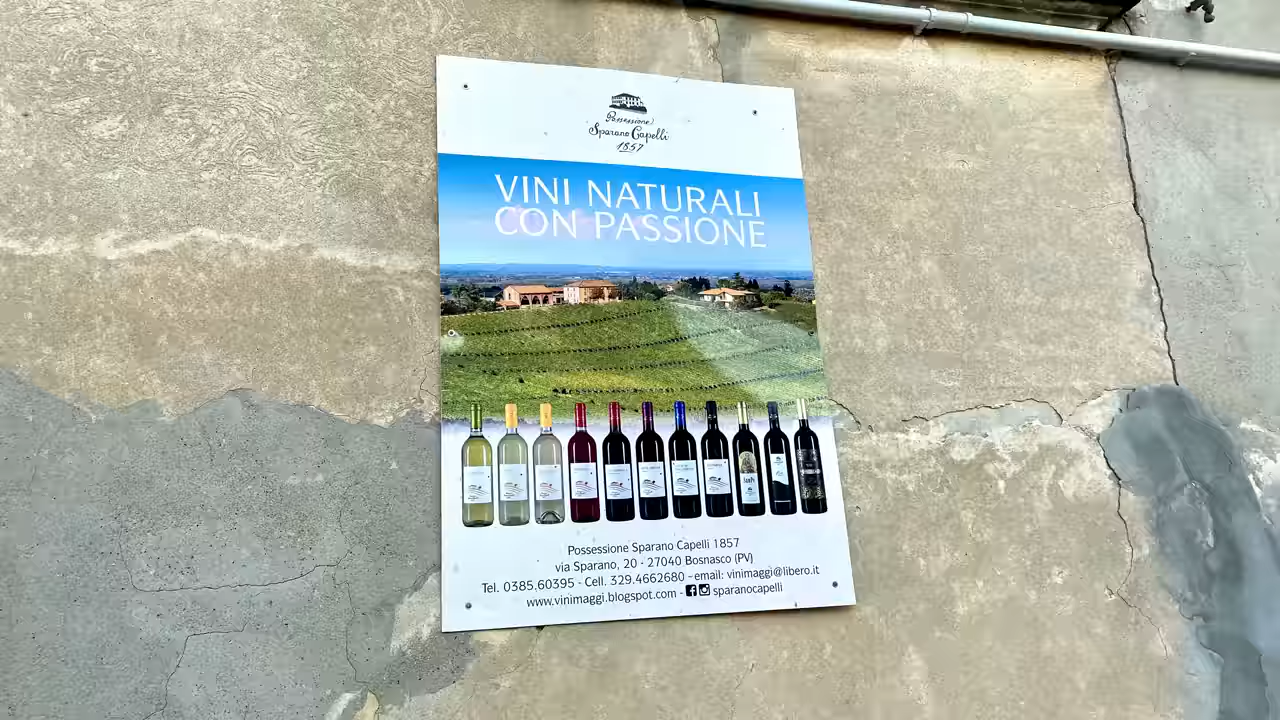 Possessione
Sparano Capelli
1857
VINI NATURALI
CON PASSIONE
Possessione Sparano Capelli 1857
via Sparano, 20 - 27040 Bosnasco (PV)
Tel. 0385.60395 - Cell. 329.4662680 - email: vinimaggi@libero.it
www.vinimaggi.blogspot.com - sparanocapelli